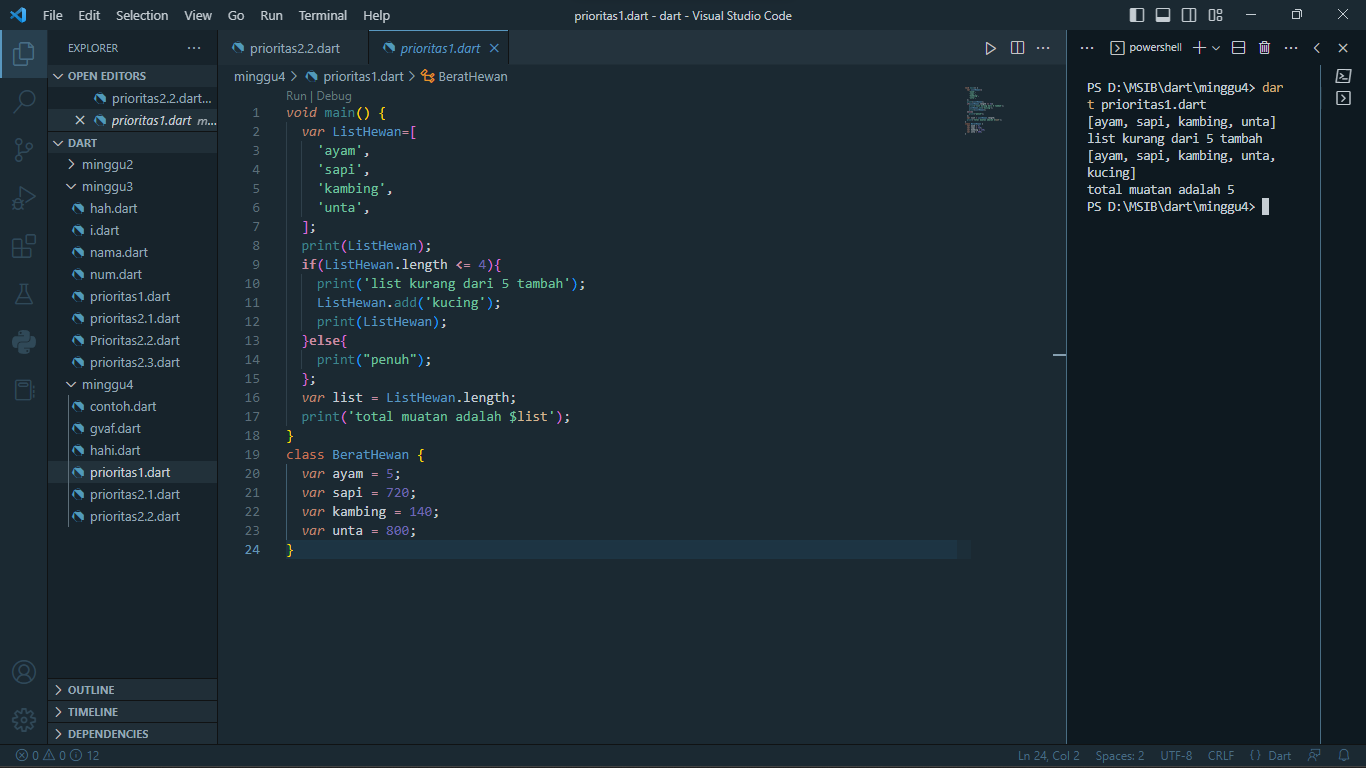 File Edit Selection View Go Run Terminal Help
prioritas1.dart - dart - Visual Studio Code
EXPLORER
OPEN EDITORS
prioritas2.2.dart...
prioritas1.dart m...
DART
minggu2
minggu3
hah.dart
i.dart
nama.dart
num.dart
prioritas1.dart
prioritas2.1.dart
Prioritas2.2.dart
prioritas2.3.dart
minggu4
contoh.dart
gvaf.dart
hahi.dart
prioritas1.dart
prioritas2.1.dart
prioritas2.2.dart
OUTLINE
TIMELINE
DEPENDENCIES
prioritas2.2.dart prioritas1.dart
minggu4 > prioritas1.dart > BeratHewan
Run | Debug
1 void main() {
2 var ListHewan=[
3 'ayam',
4 'sapi',
5 'kambing',
6 'unta',
7 ];
8 print(ListHewan);
9 if(ListHewan.length <= 4){
10 print('list kurang dari 5 tambah');
11 ListHewan.add('kucing');
12 print(ListHewan);
13 }else{
14 print("penuh");
15 };
16 var list = ListHewan.length;
17 print('total muatan adalah $list');
18 }
19 class BeratHewan {
20 var ayam = 5;
21 var sapi = 720;
22 var kambing = 140;
23 var unta = 800;
24 }
powershell
PS D:\MSIB\dart\minggu4> dar
t prioritas1.dart
[ayam, sapi, kambing, unta]
list kurang dari 5 tambah
[ayam, sapi, kambing, unta,
kucing]
total muatan adalah 5
PS D:\MSIB\dart\minggu4>
0 0 12
Ln 24, Col 2 Spaces: 2 UTF-8 CRLF { } Dart